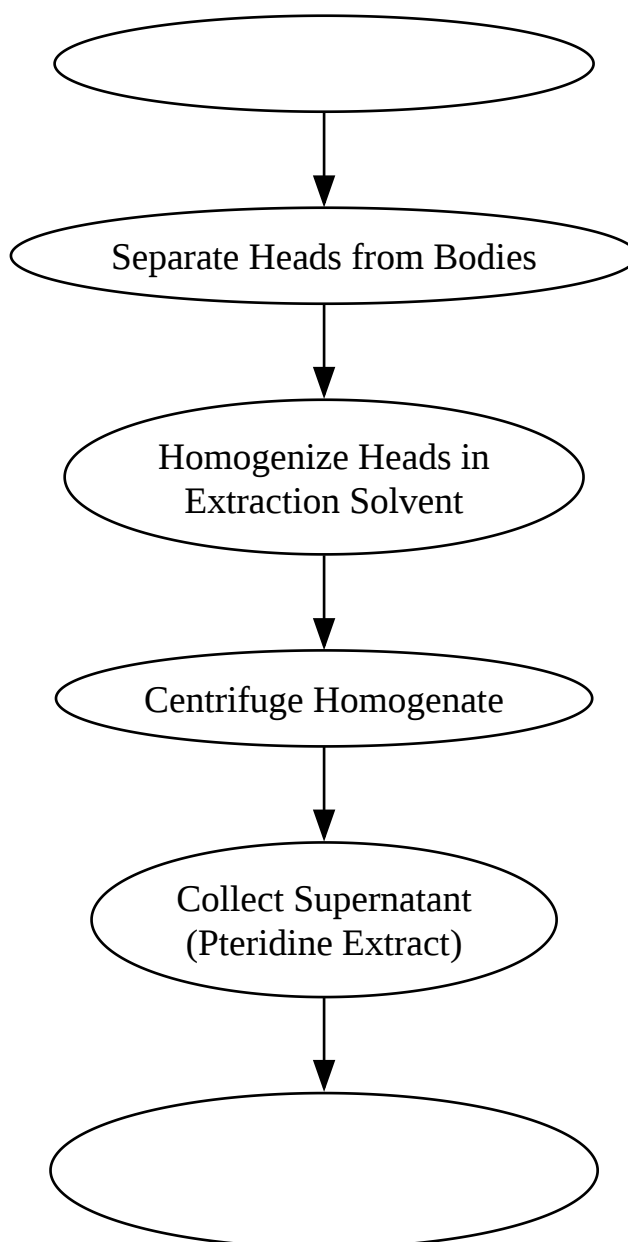 Separate Heads from Bodies
Homogenize Heads in
Extraction Solvent
Centrifuge Homogenate
Collect Supernatant
(Pteridine Extract)